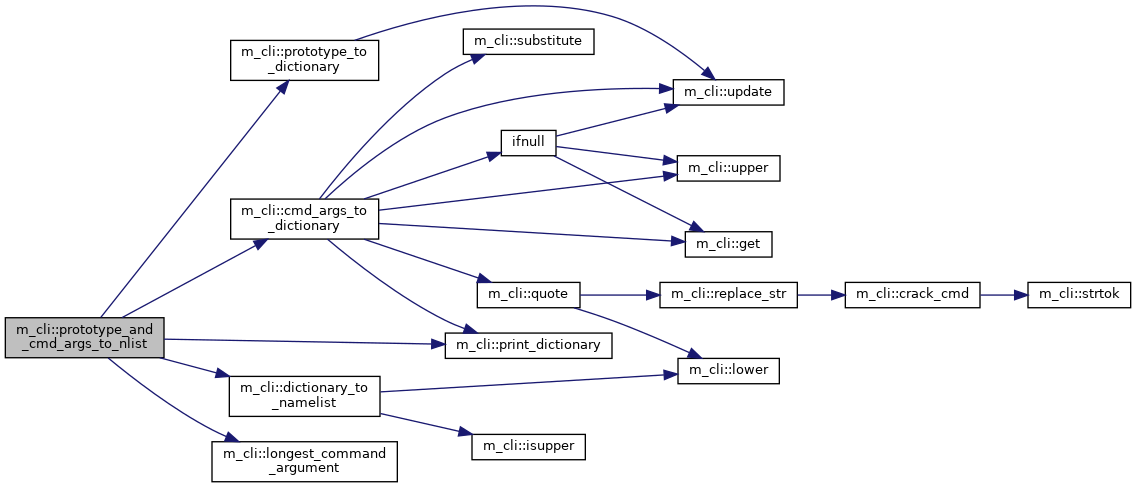 m_cli::prototype_and
_cmd_args_to_nlist
m_cli::prototype_to
_dictionary
m_cli::cmd_args_to
_dictionary
m_cli::dictionary_to
_namelist
m_cli::longest_command
_argument
m_cli::substitute
ifnull
m_cli::quote
m_cli::print_dictionary
m_cli::isupper
m_cli::update
m_cli::upper
m_cli::get
m_cli::replace_str
m_cli::lower
m_cli::crack_cmd
m_cli::strtok